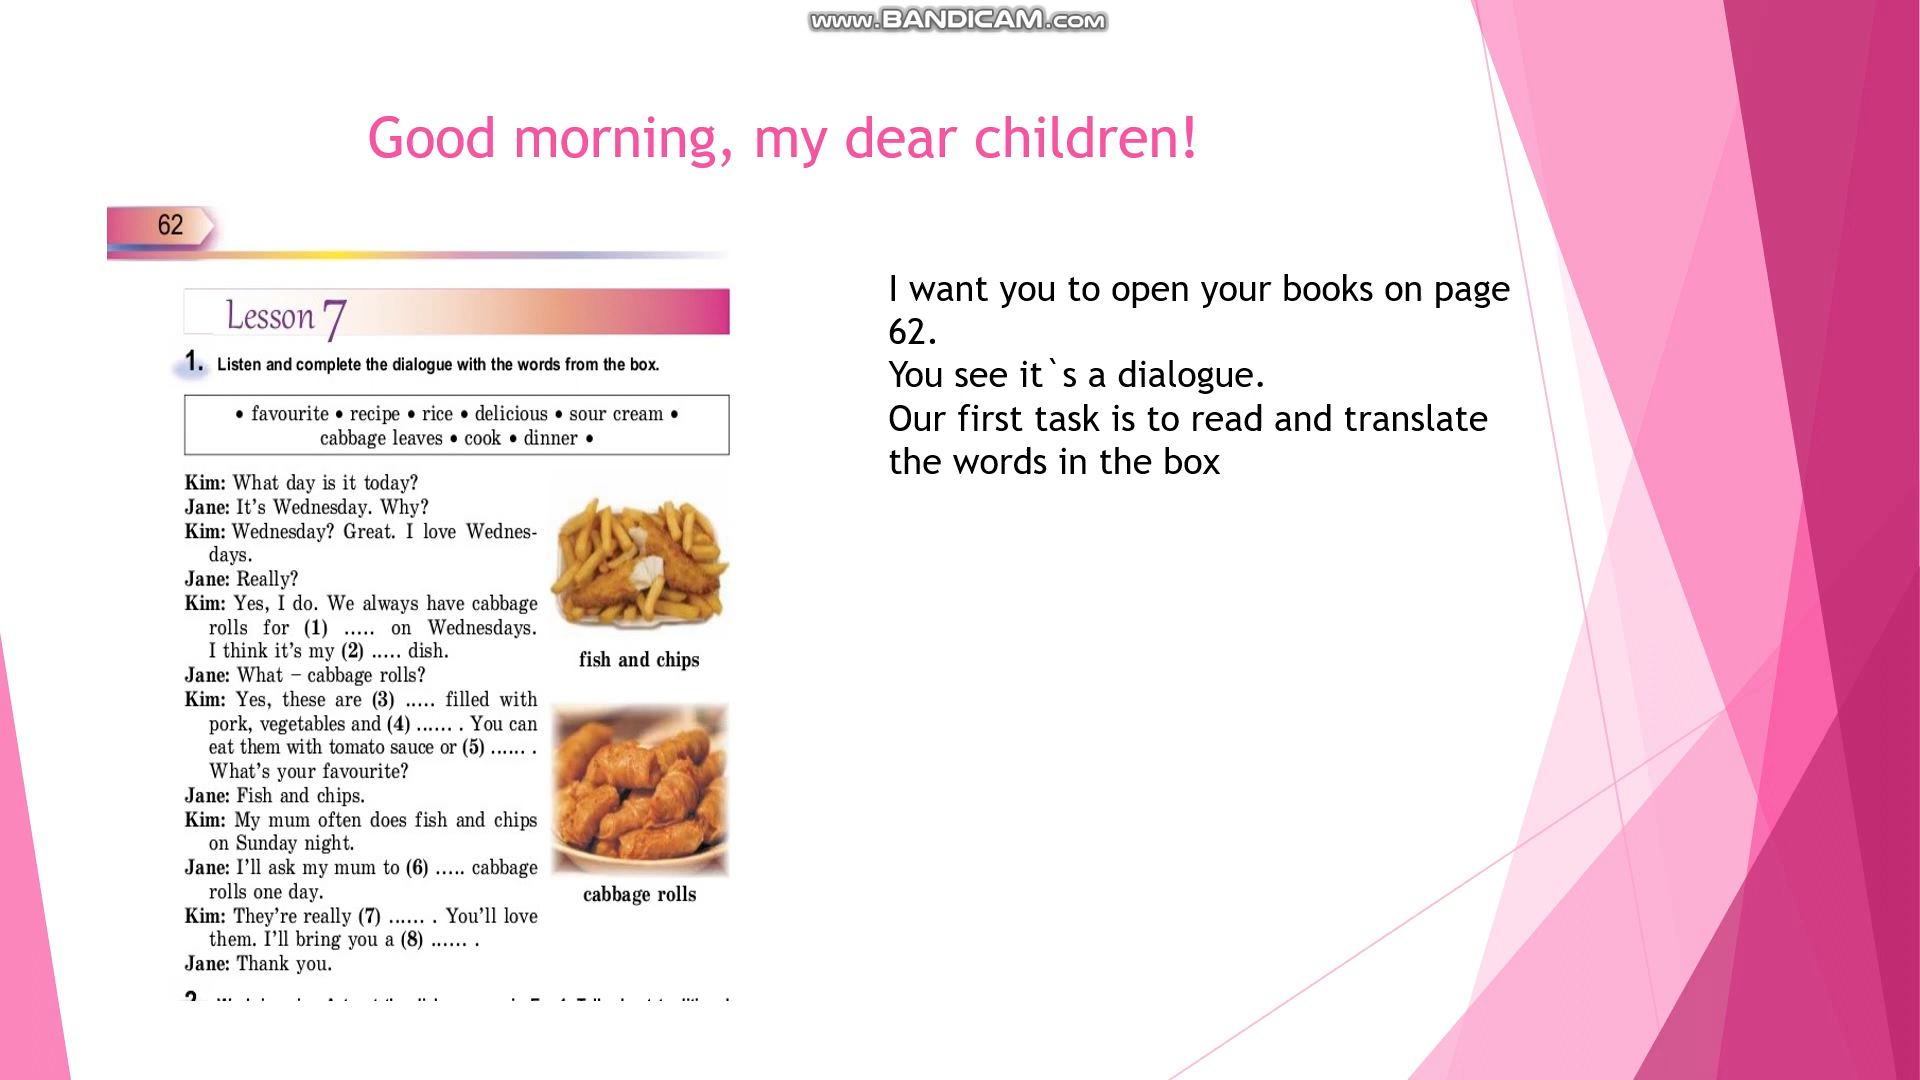 www.BANDICAM.com
Good morning, my dear children!
62
Lesson 7
1. Listen and complete the dialogue with the words from the box.
• favourite • recipe • rice • delicious • sour cream •
cabbage leaves • cook • dinner •
Kim: What day is it today?
Jane: It’s Wednesday. Why?
Kim: Wednesday? Great. I love Wednes-
days.
Jane: Really?
Kim: Yes, I do. We always have cabbage
rolls for (1) ..... on Wednesdays.
I think it’s my (2) ..... dish.
Jane: What – cabbage rolls?
Kim: Yes, these are (3) ..... filled with
pork, vegetables and (4) ...... . You can
eat them with tomato sauce or (5) ...... .
What’s your favourite?
Jane: Fish and chips.
Kim: My mum often does fish and chips
on Sunday night.
Jane: I’ll ask my mum to (6) ..... cabbage
rolls one day.
Kim: They’re really (7) ...... . You’ll love
them. I’ll bring you a (8) ...... .
Jane: Thank you.
fish and chips
cabbage rolls
I want you to open your books on page
62.
You see it`s a dialogue.
Our first task is to read and translate
the words in the box